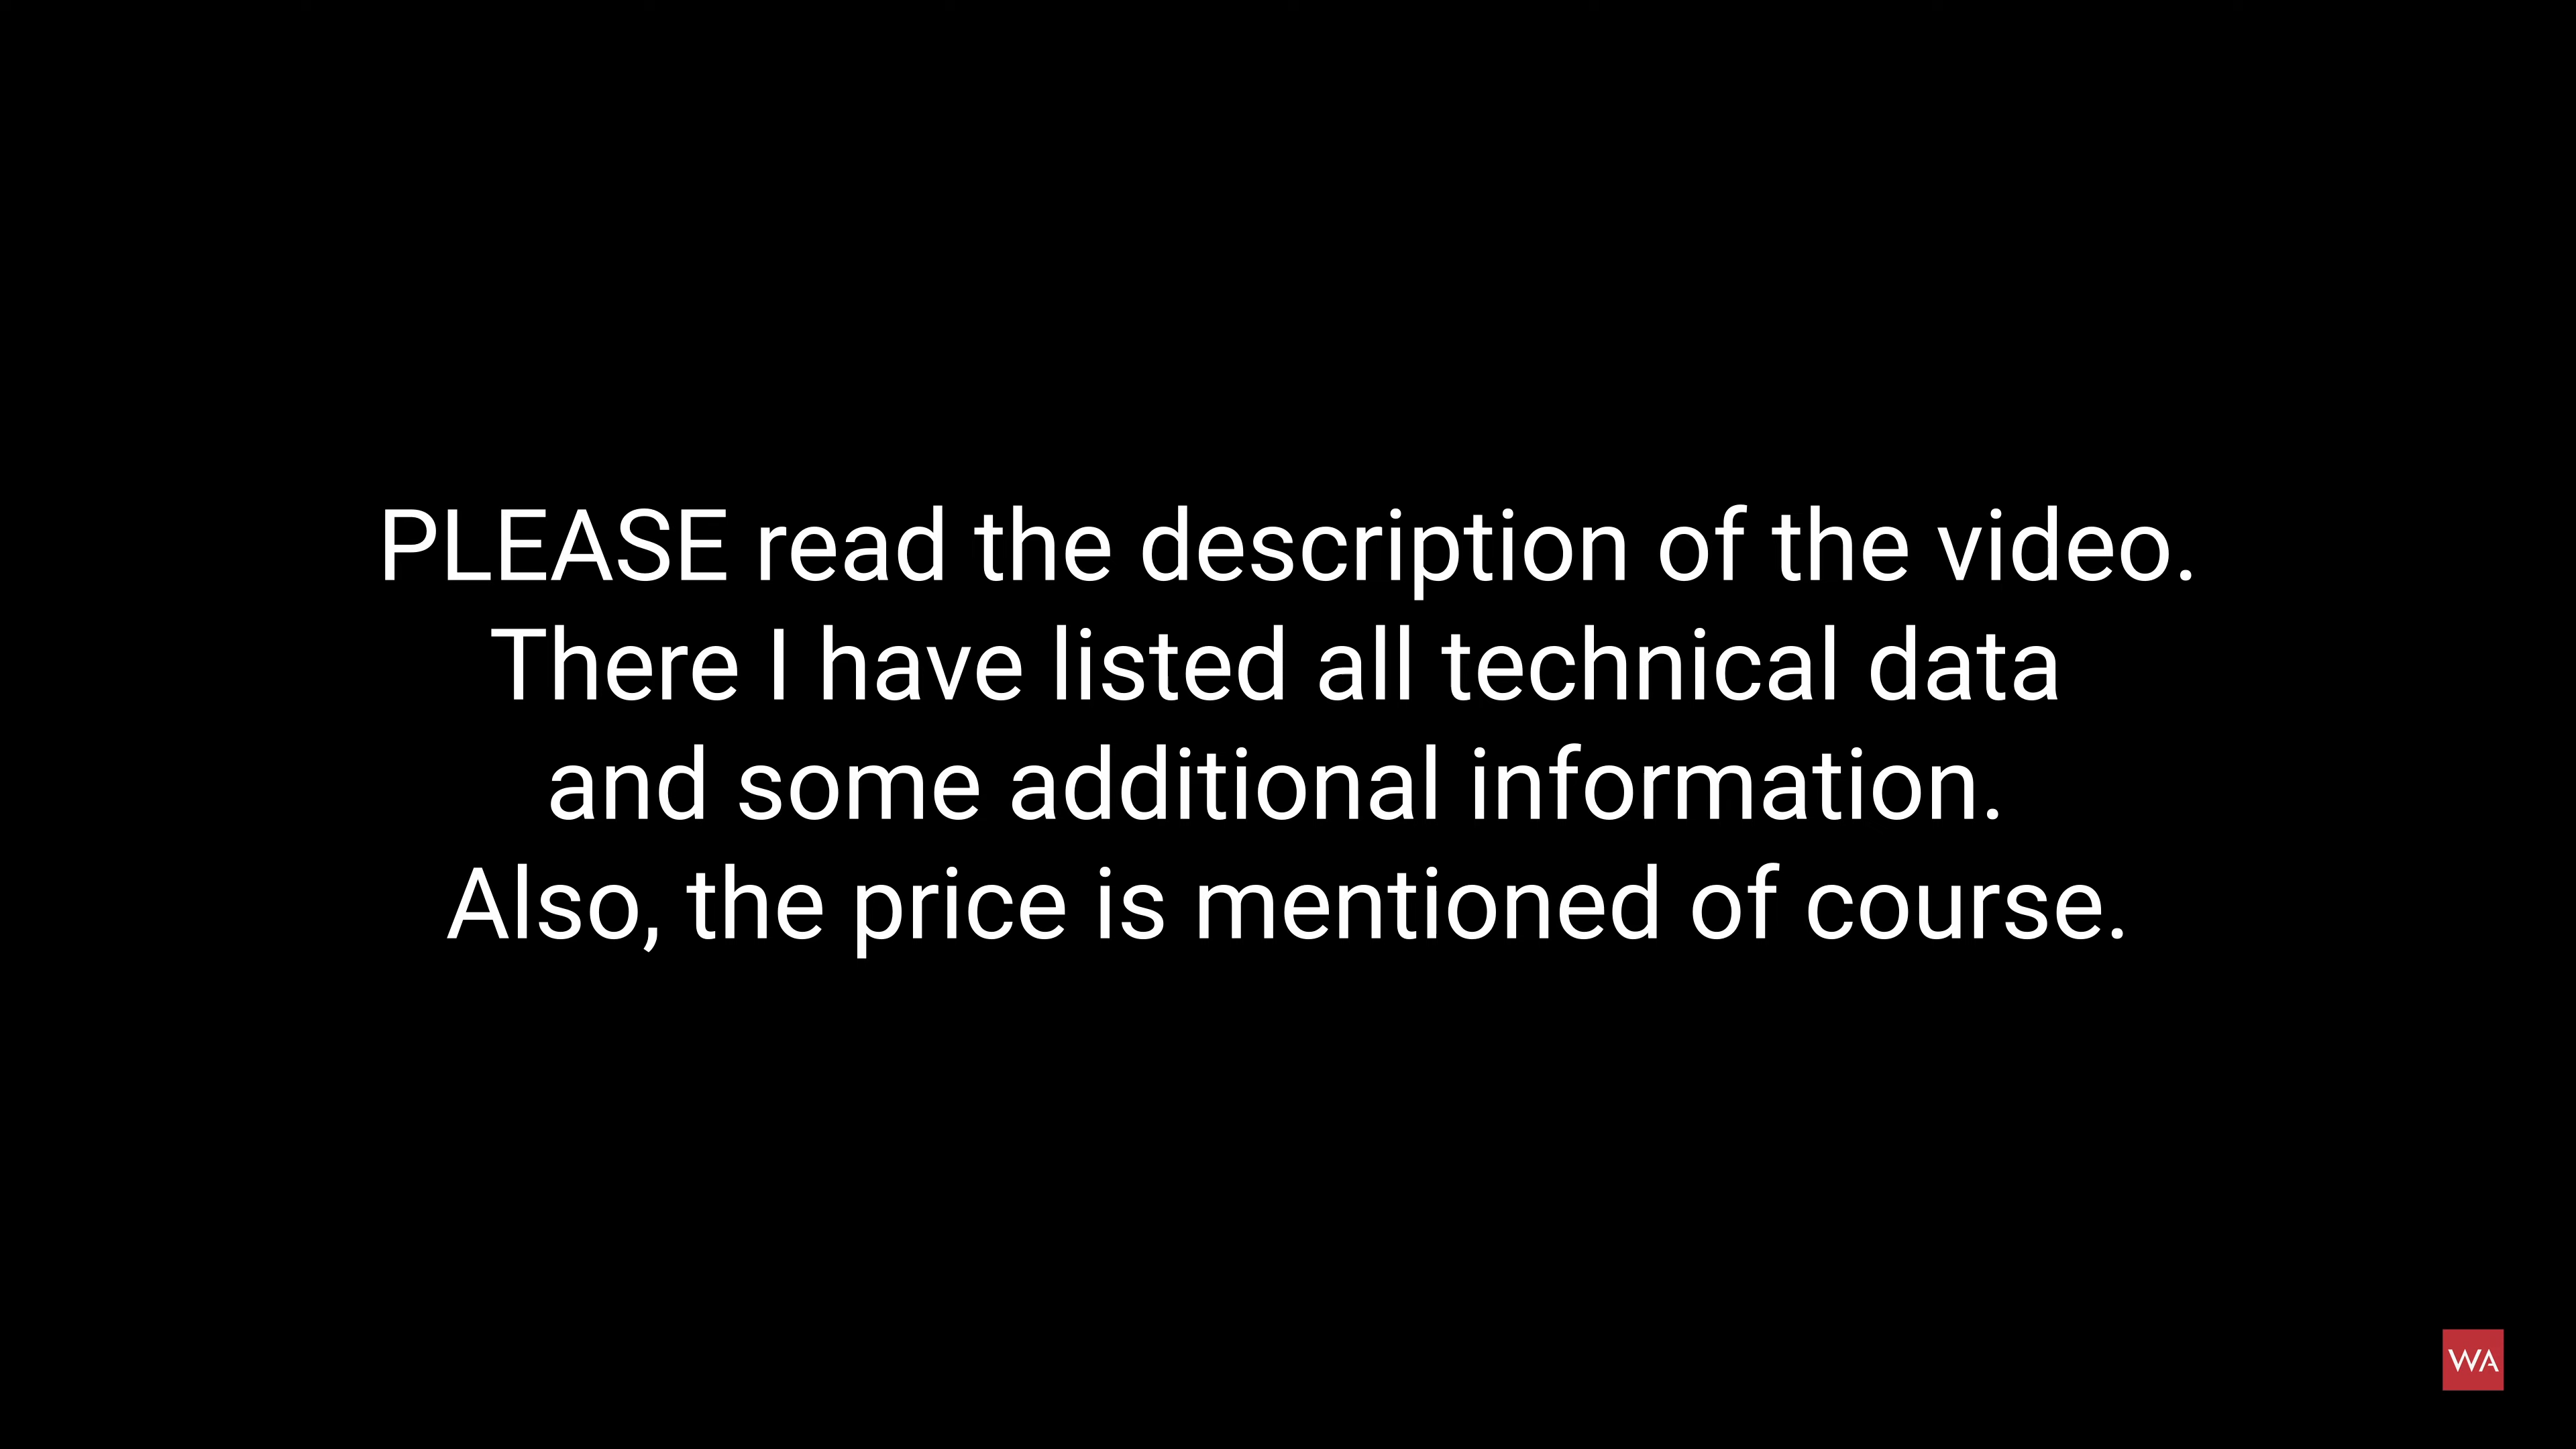 PLEASE read the description of the video.
There I have listed all technical data
and some additional information.
Also, the price is mentioned of course.
WA